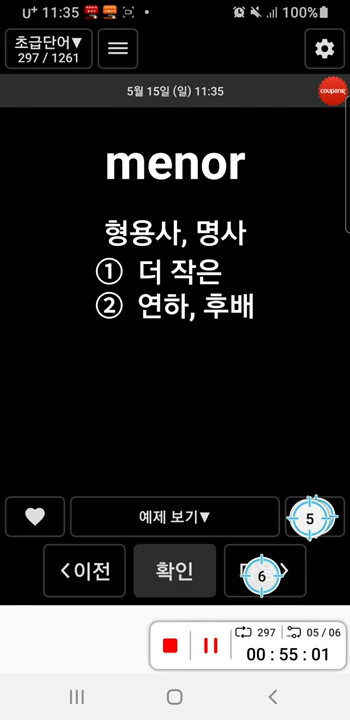 U+ 11:35 100%
초급단어▼
297 / 1261
5월 15일 (일) 11:35
coupang
menor
형용사, 명사
① 더 작은
② 연하, 후배
예제 보기▼
5
<이전
확인
6
297
05 / 06
00 : 55 : 01